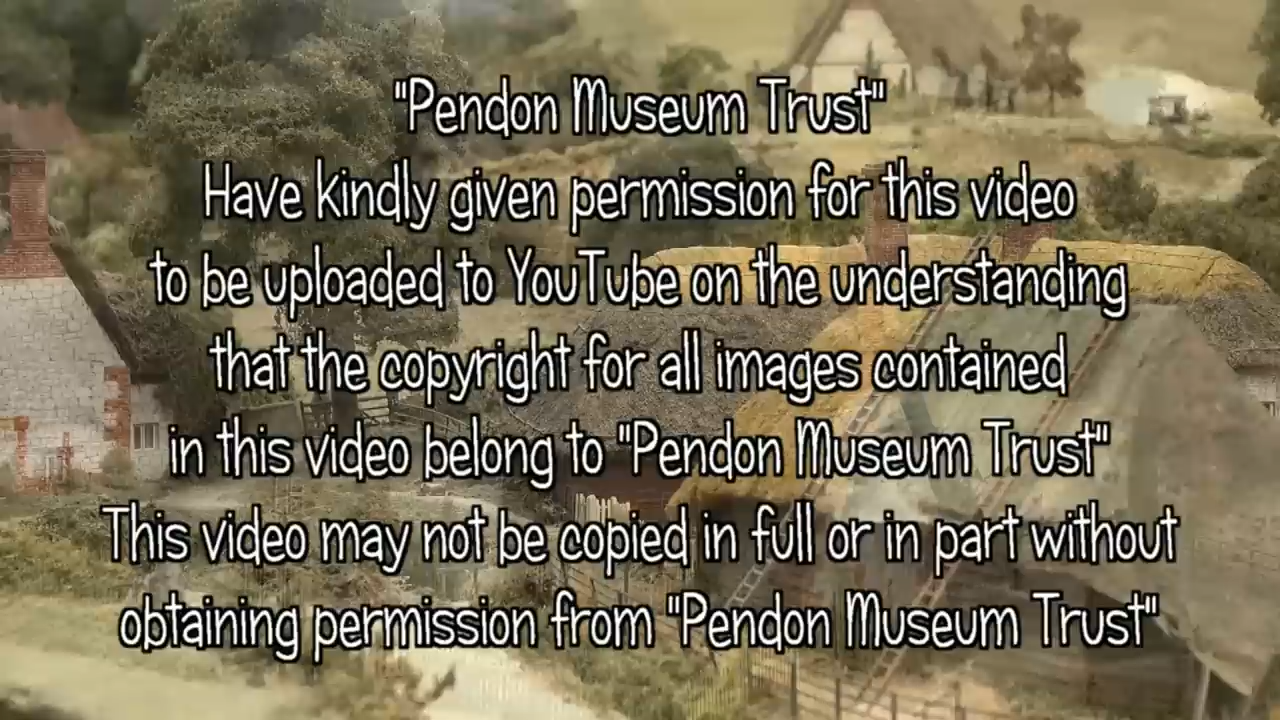 "Pendon Museum Trust"
Have kindly given permission for this video
to be uploaded to YouTube on the understanding
that the copyright for all images contained
in this video belong to "Pendon Museum Trust"
This video may not be copied in full or in part without
obtaining permission from "Pendon Museum Trust"